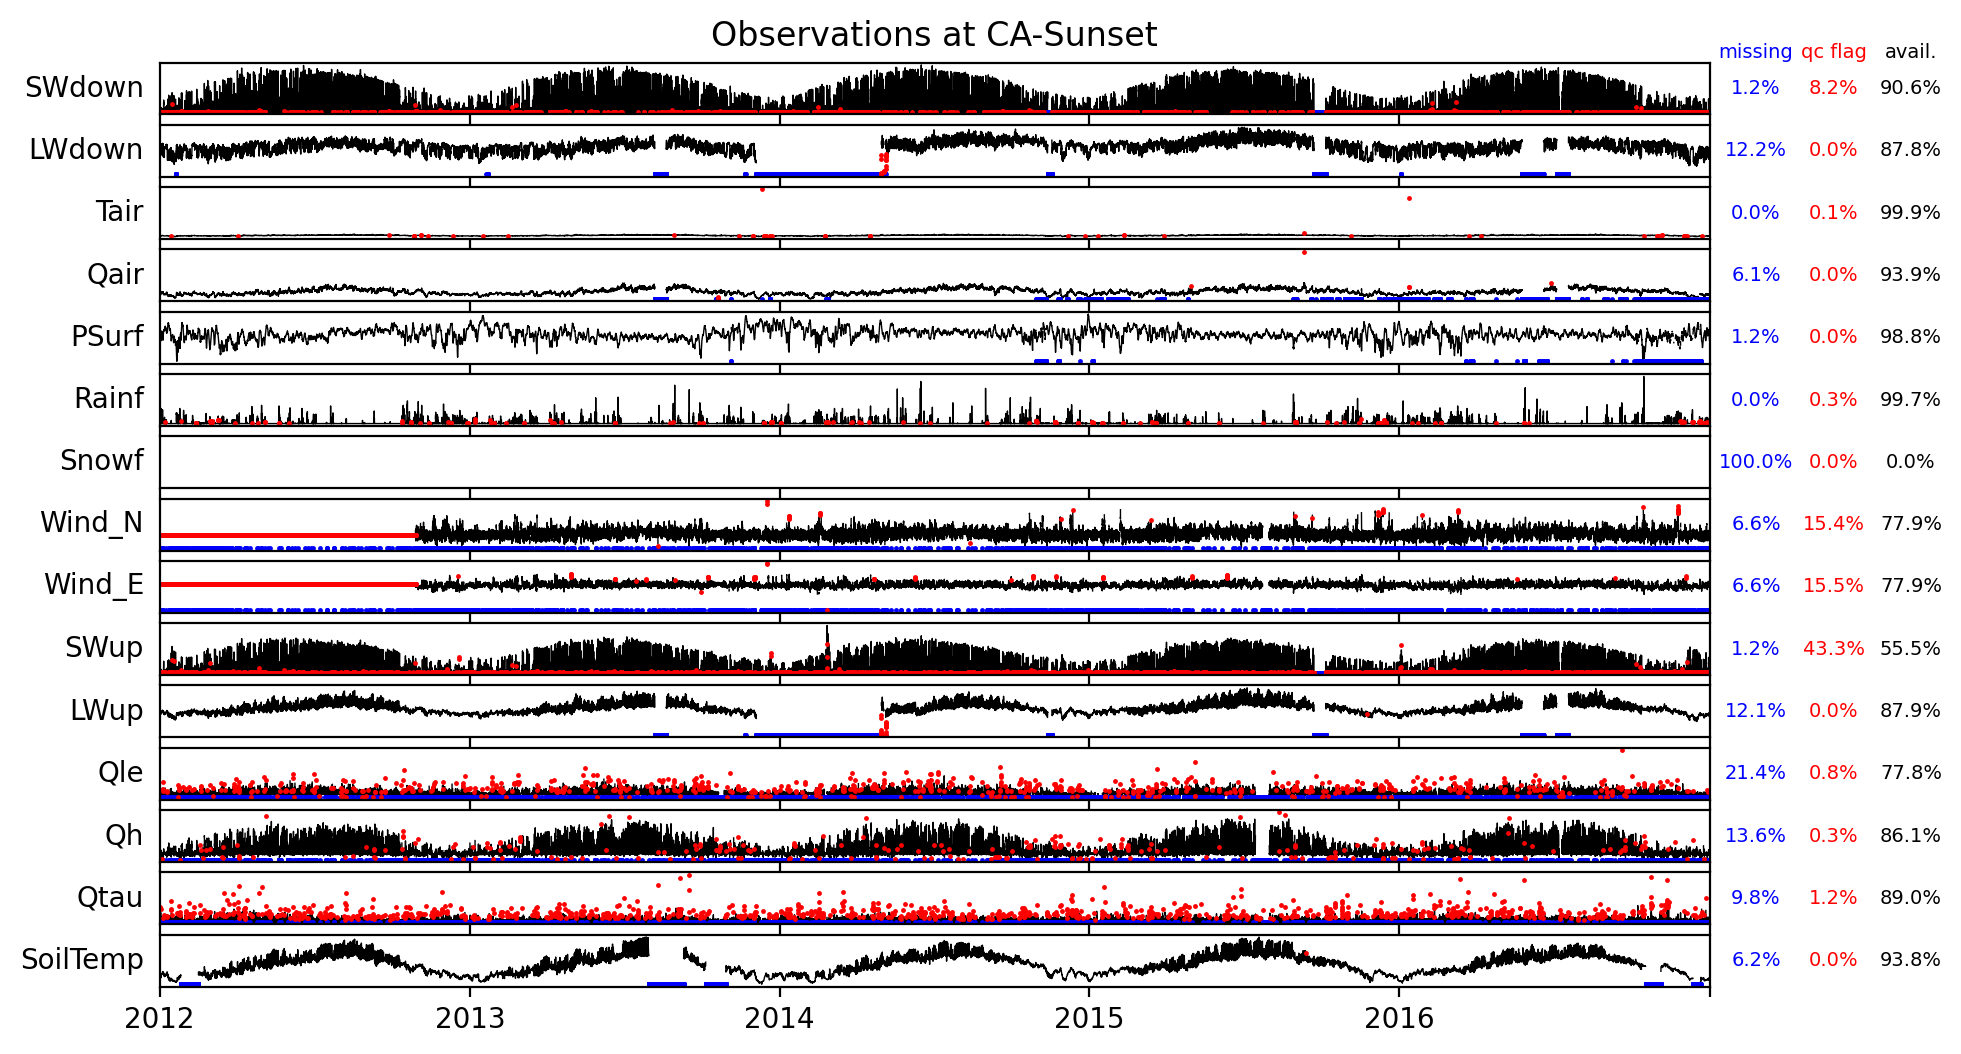 Observations at CA-Sunset
missing qc flag avail.
SWdown 1.2% 8.2% 90.6%
LWdown 12.2% 0.0% 87.8%
Tair 0.0% 0.1% 99.9%
Qair 6.1% 0.0% 93.9%
PSurf 1.2% 0.0% 98.8%
Rainf 0.0% 0.3% 99.7%
Snowf 100.0% 0.0% 0.0%
Wind_N 6.6% 15.4% 77.9%
Wind_E 6.6% 15.5% 77.9%
SWup 1.2% 43.3% 55.5%
LWup 12.1% 0.0% 87.9%
Qle 21.4% 0.8% 77.8%
Qh 13.6% 0.3% 86.1%
Qtau 9.8% 1.2% 89.0%
SoilTemp 6.2% 0.0% 93.8%
2012 2013 2014 2015 2016